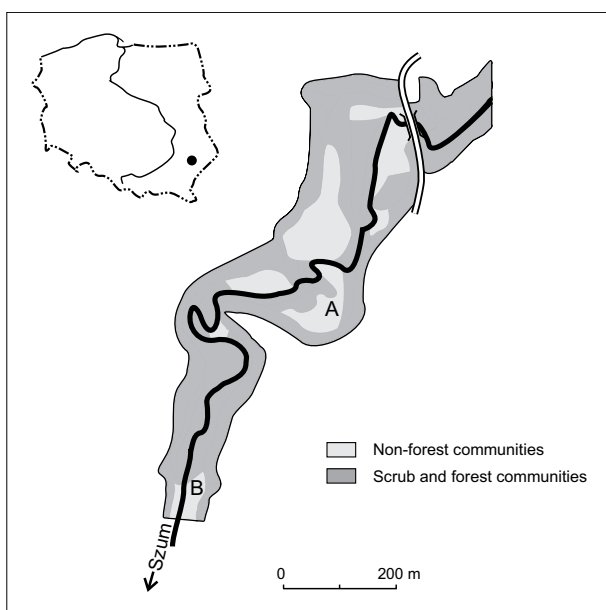 A
Non-forest communities
Scrub and forest communities
B
Szum
0 200 m